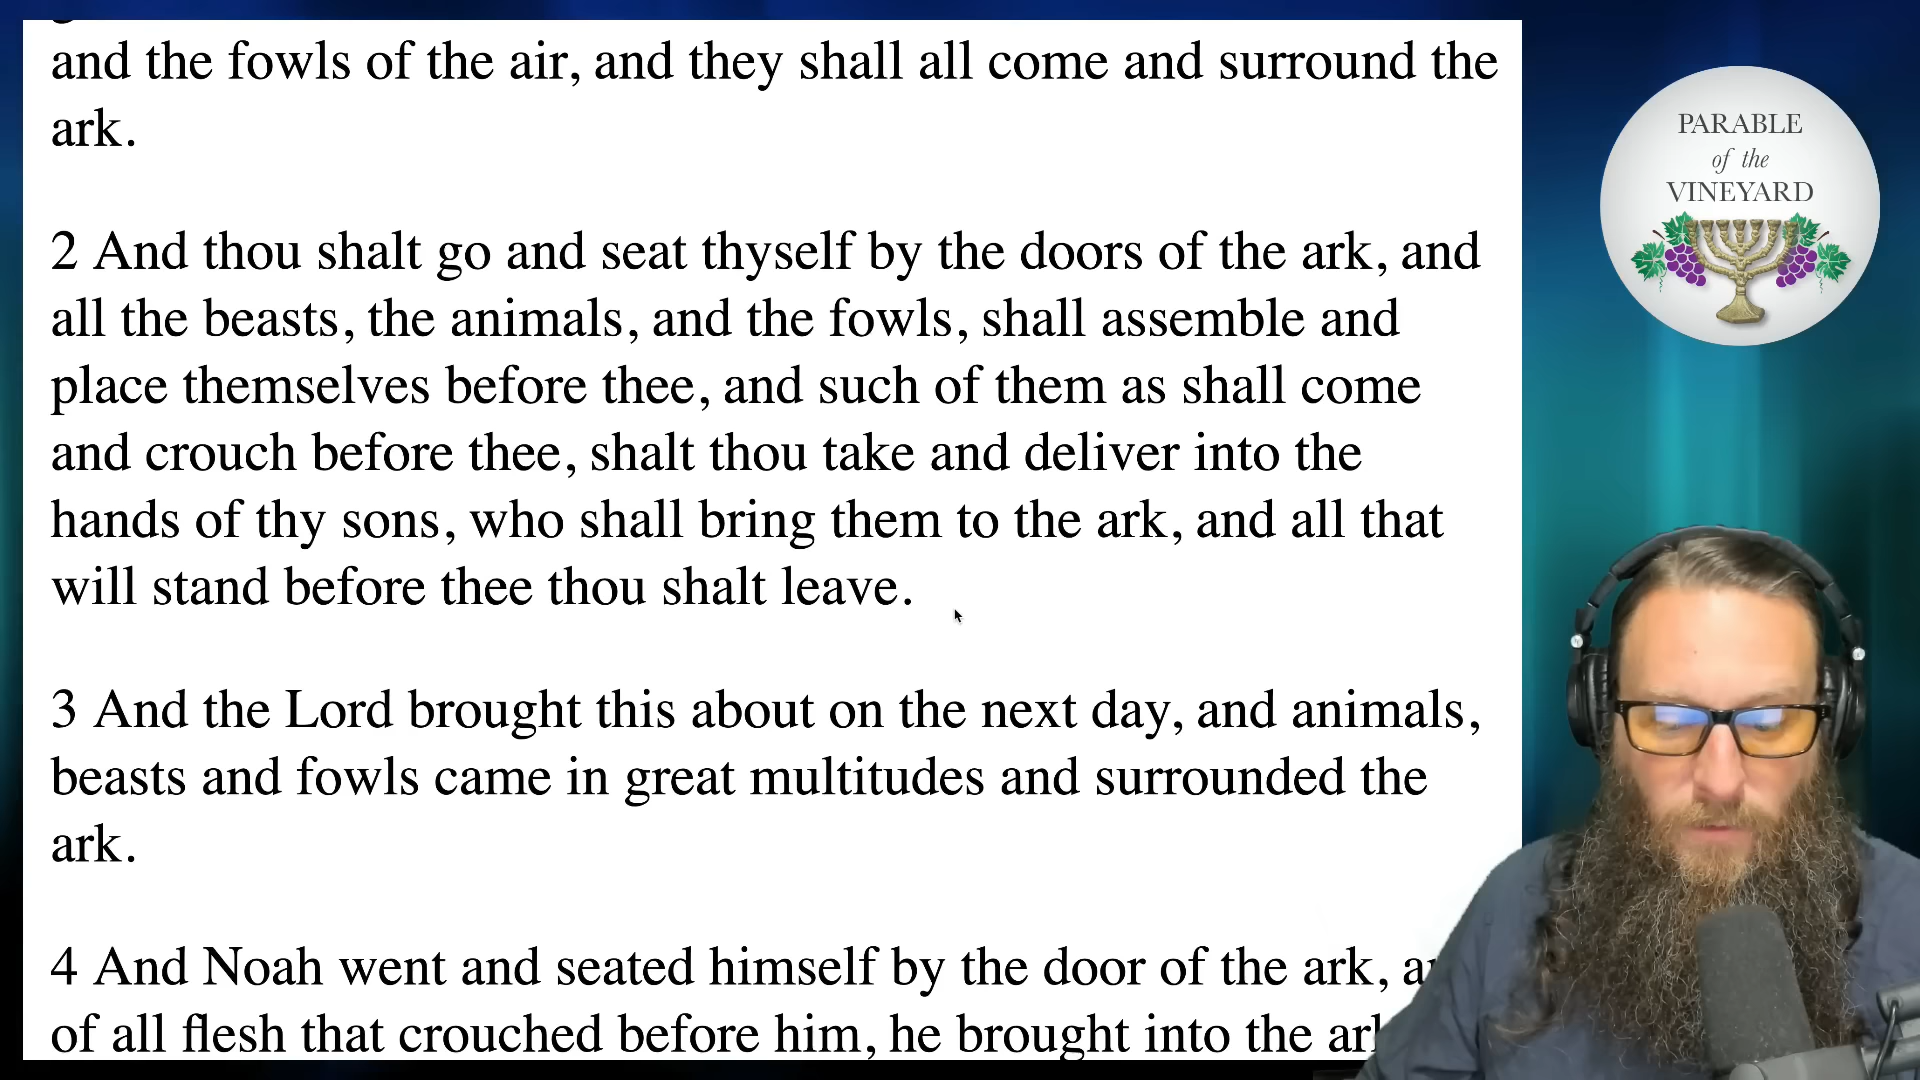 and the fowls of the air, and they shall all come and surround the
ark.
2 And thou shalt go and seat thyself by the doors of the ark, and
all the beasts, the animals, and the fowls, shall assemble and
place themselves before thee, and such of them as shall come
and crouch before thee, shalt thou take and deliver into the
hands of thy sons, who shall bring them to the ark, and all that
will stand before thee thou shalt leave.
3 And the Lord brought this about on the next day, and animals,
beasts and fowls came in great multitudes and surrounded the
ark.
4 And Noah went and seated himself by the door of the ark,
of all flesh that crouched before him, he brought into the
PARABLE
of the
VINEYARD